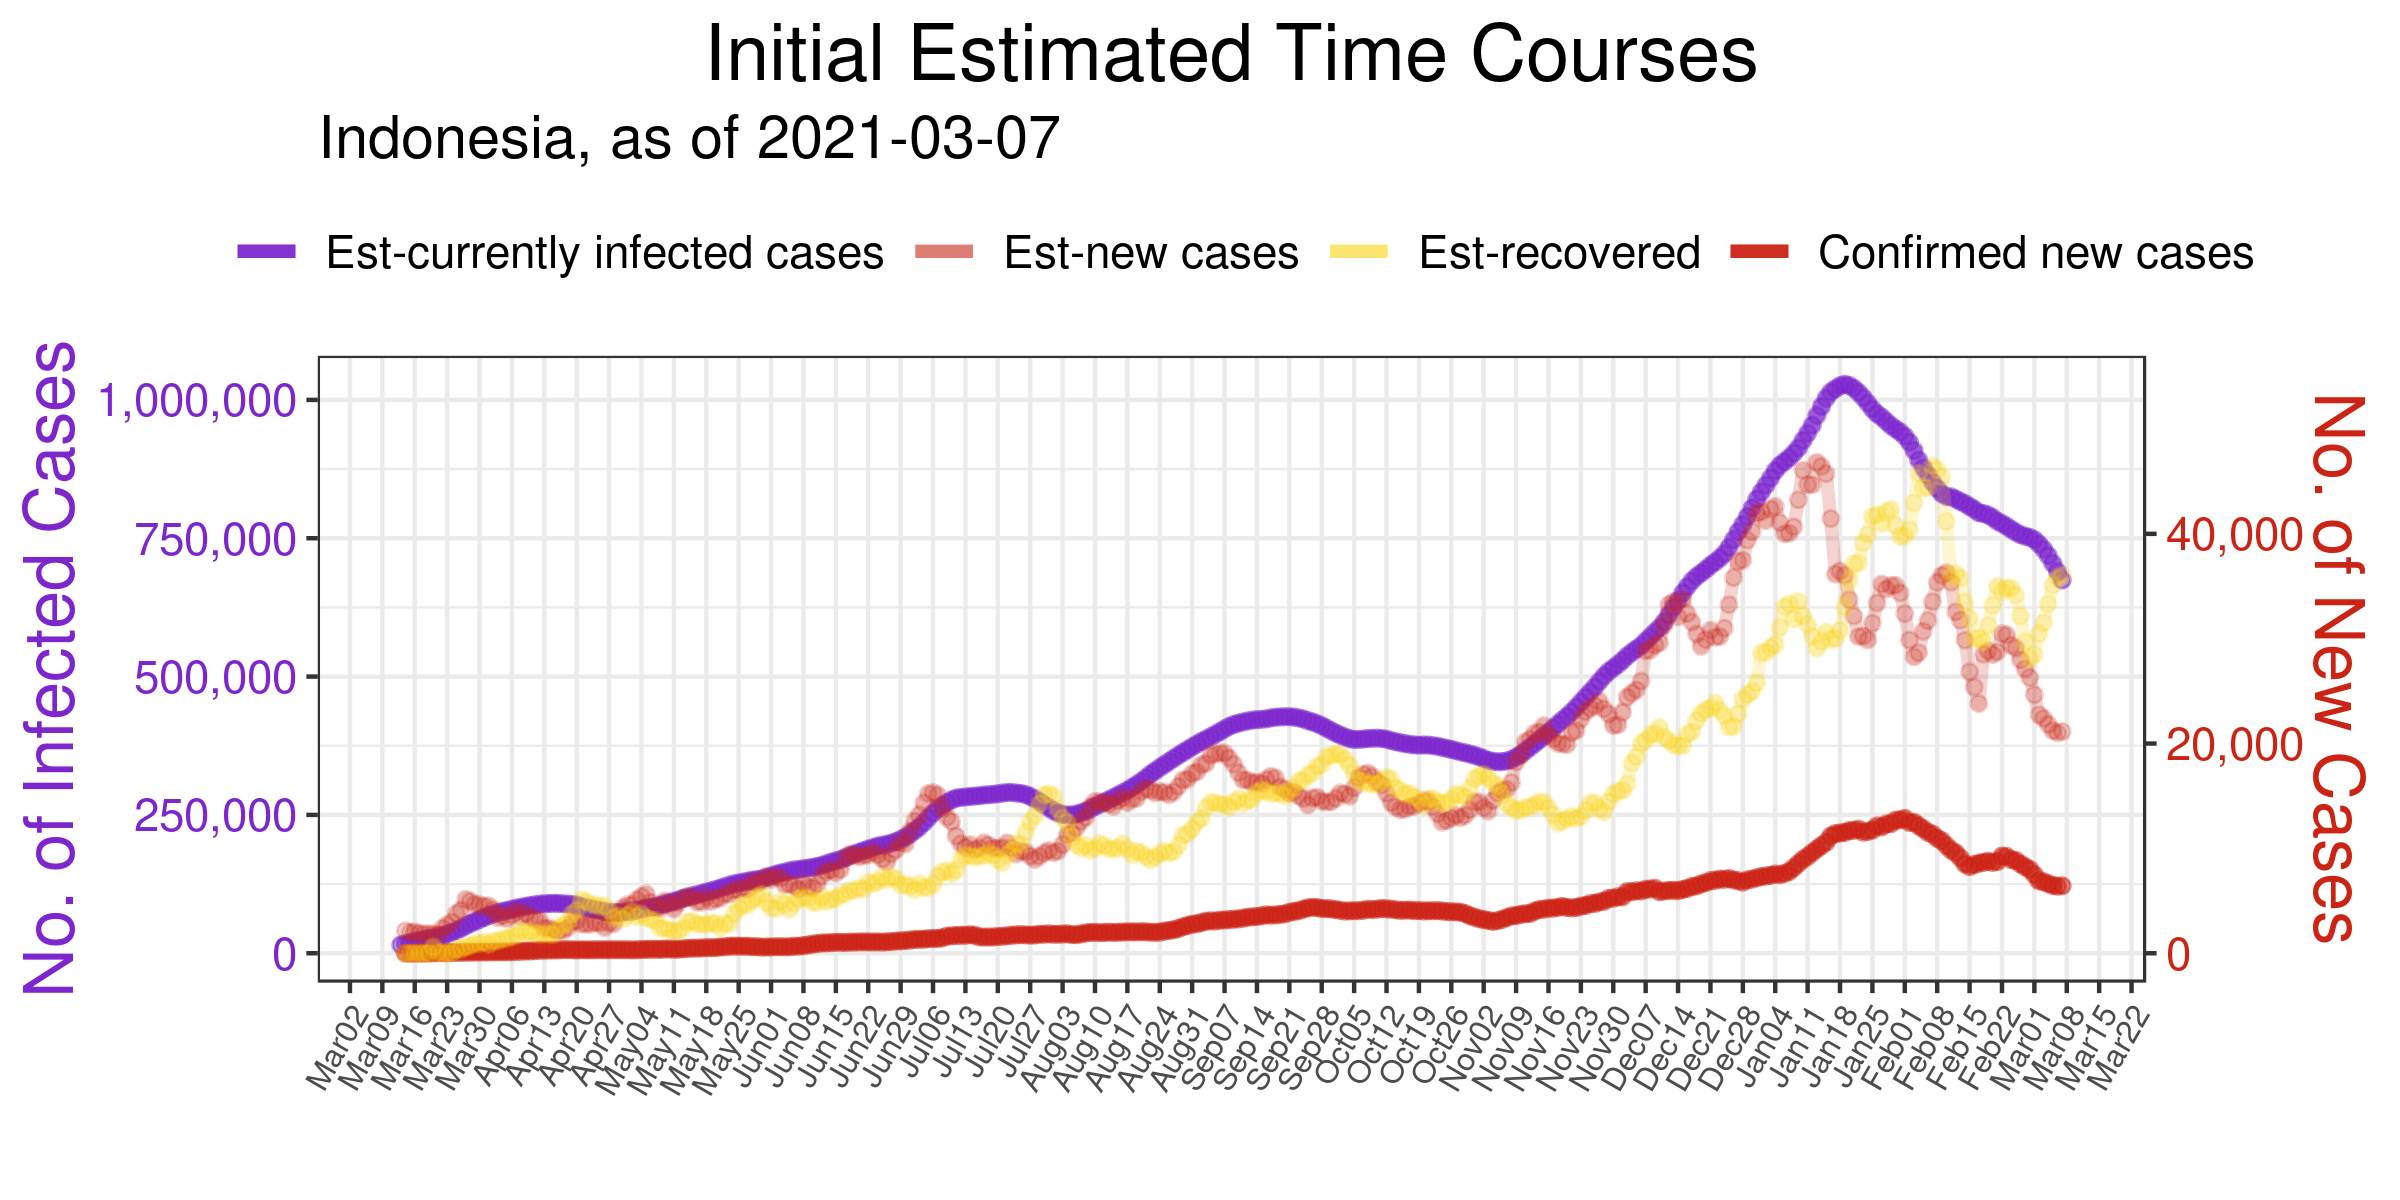 Initial Estimated Time Courses
Indonesia, as of 2021-03-07
Est-currently infected cases Est-new cases Est-recovered Confirmed new cases
No. of Infected Cases
1,000,000
750,000
500,000
250,000
0
No. of New Cases
40,000
20,000
0
Mar02
Mar09
Mar16
Mar23
Mar30
Apr06
Apr13
Apr20
Apr27
May04
May11
May18
May25
Jun01
Jun08
Jun15
Jun22
Jun29
Jul06
Jul13
Jul20
Jul27
Aug03
Aug10
Aug17
Aug24
Aug31
Sep07
Sep14
Sep21
Sep28
Oct05
Oct12
Oct19
Oct26
Nov02
Nov09
Nov16
Nov23
Nov30
Dec07
Dec14
Dec21
Dec28
Jan04
Jan11
Jan18
Jan25
Feb01
Feb08
Feb15
Feb22
Mar01
Mar08
Mar15
Mar22